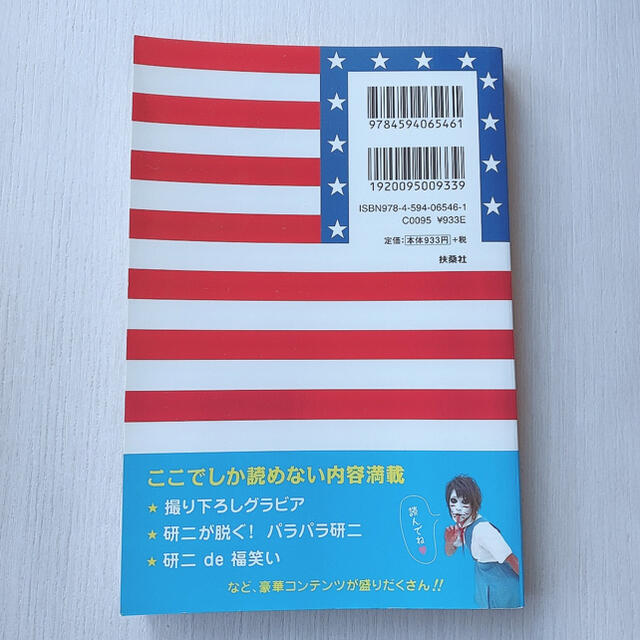 9784594065461
1920095009339
ISBN978-4-594-06546-1
C0095 ¥933E
定価:本体933円+税
扶桑社
ここでしか読めない内容満載
★ 撮り下ろしグラビア
★ 研二が脱ぐ! パラパラ研二
★ 研二 de 福笑い
など、豪華コンテンツが盛りだくさん!!
読んでね♥